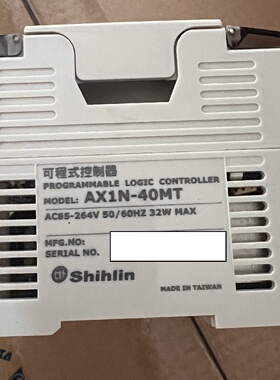 可程式控制器
PROGRAMMABLE LOGIC CONTROLLER
MODEL: AX1N-40MT
AC85-264V 50/60HZ 32W MAX
MFG.NO:
SERIAL NO.
Shihlin
MADE IN TAIWAN